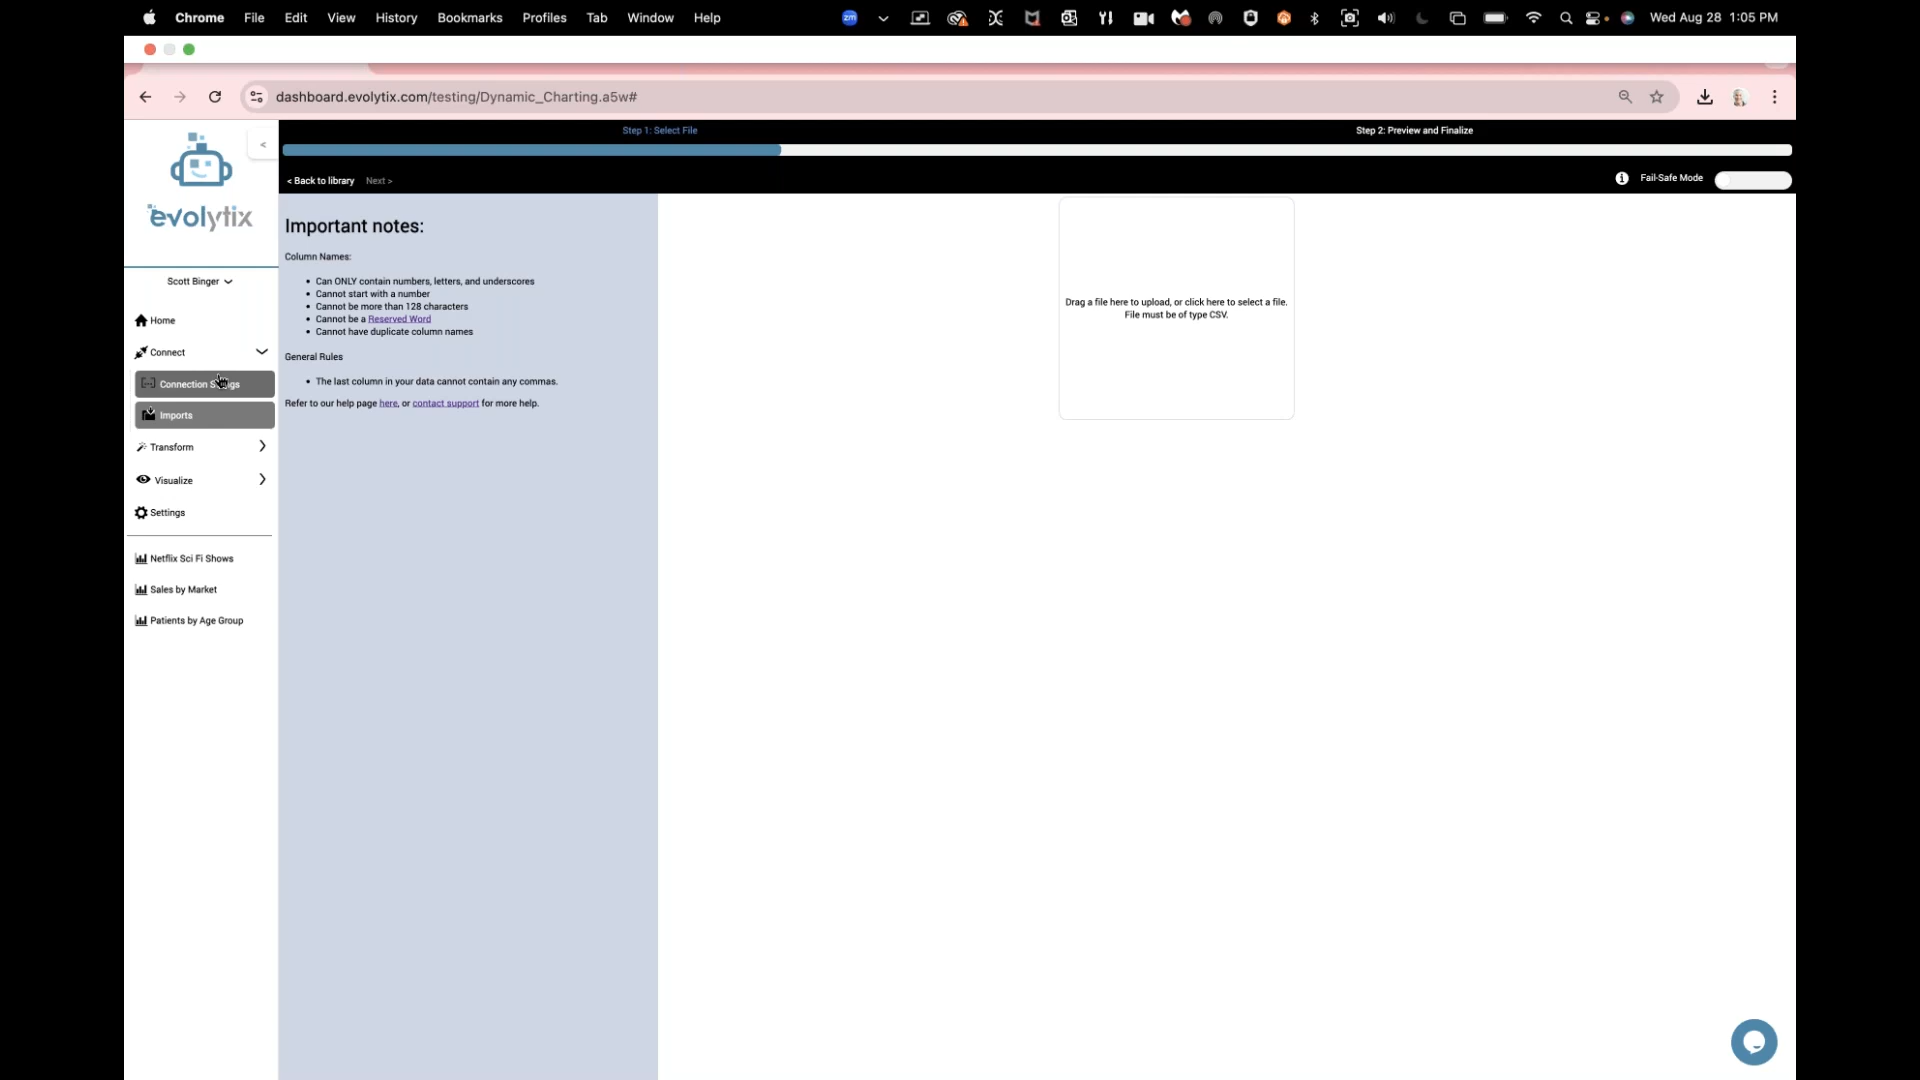 Chrome File Edit View History Bookmarks Profiles Tab Window Help zm Wed Aug 28 1:05 PM
dashboard.evolytix.com/testing/Dynamic_Charting.a5w#
<
evolytix
Scott Binger
Home
Connect
Connection
Imports
Transform
Visualize
Settings
Netflix Sci Fi Shows
Sales by Market
Patients by Age Group
Step 1: Select File Step 2: Preview and Finalize
< Back to library Next > Fail-Safe Mode
Important notes:
Column Names:
• Can ONLY contain numbers, letters, and underscores
• Cannot start with a number
• Cannot be more than 128 characters
• Cannot be a Reserved Word
• Cannot have duplicate column names
General Rules
• The last column in your data cannot contain any commas.
Refer to our help page here, or contact support for more help.
Drag a file here to upload, or click here to select a file.
File must be of type CSV.